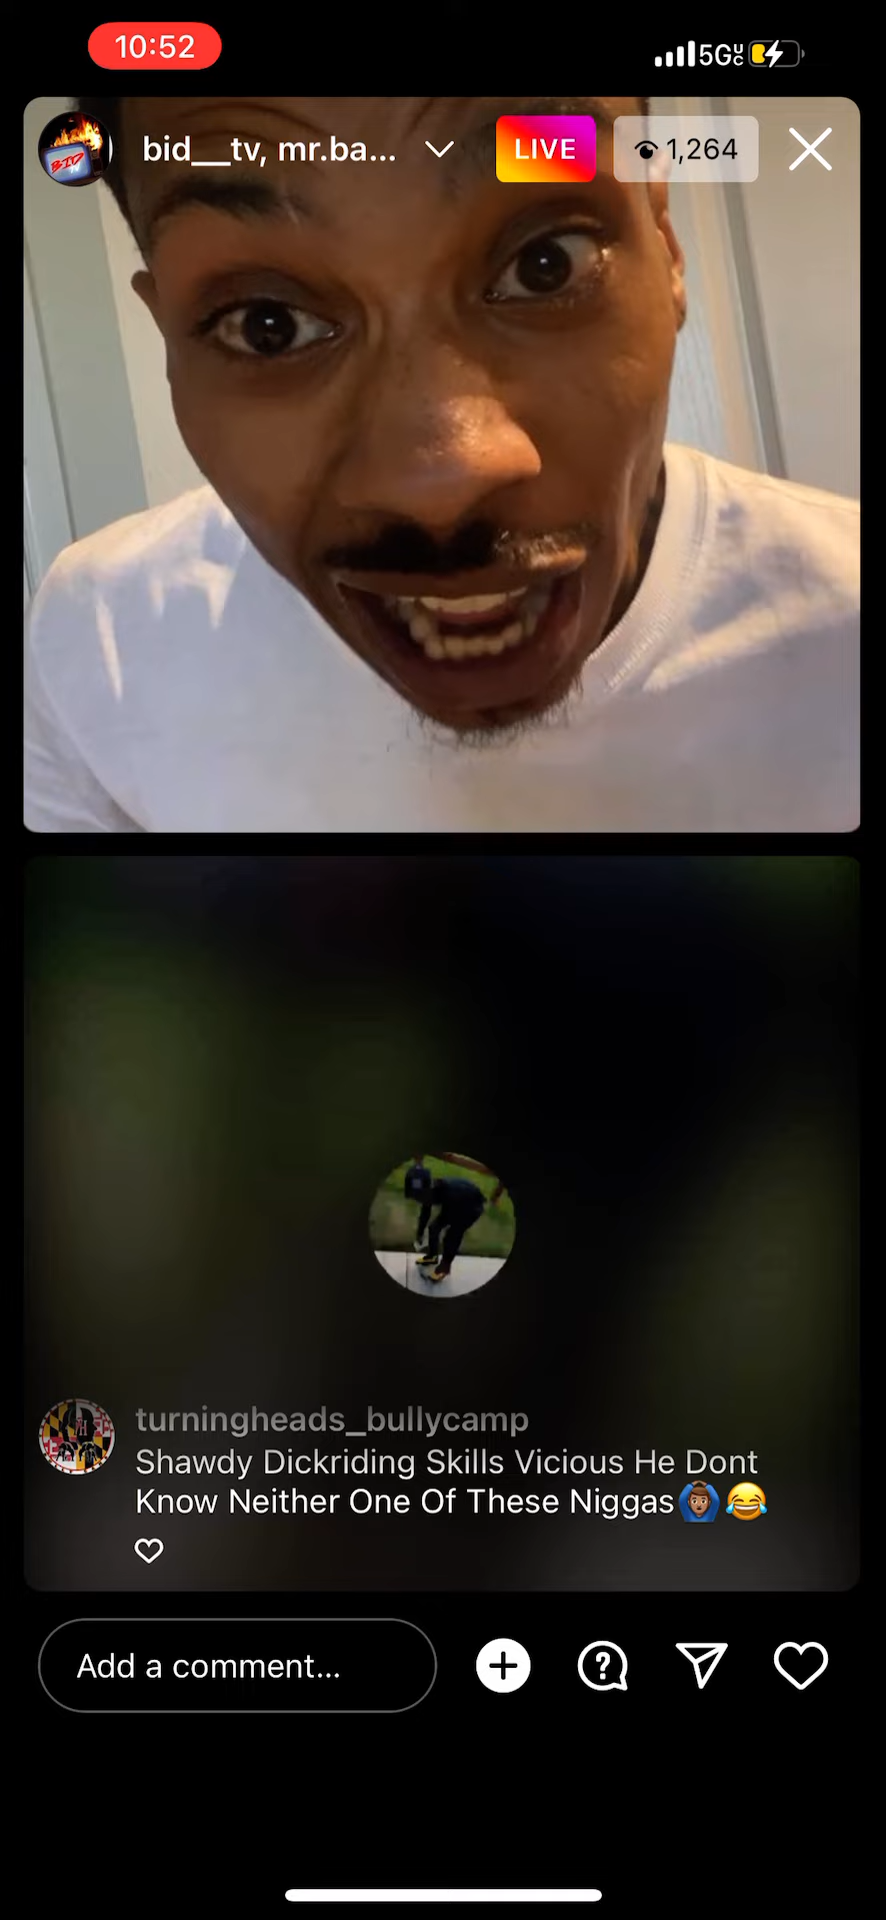 10:52
5G
bid__tv, mr.ba...
LIVE
1,264
BID
turningheads_bullycamp
Shawdy Dickriding Skills Vicious He Dont
Know Neither One Of These Niggas🙆🏽‍♂️😂
Add a comment...